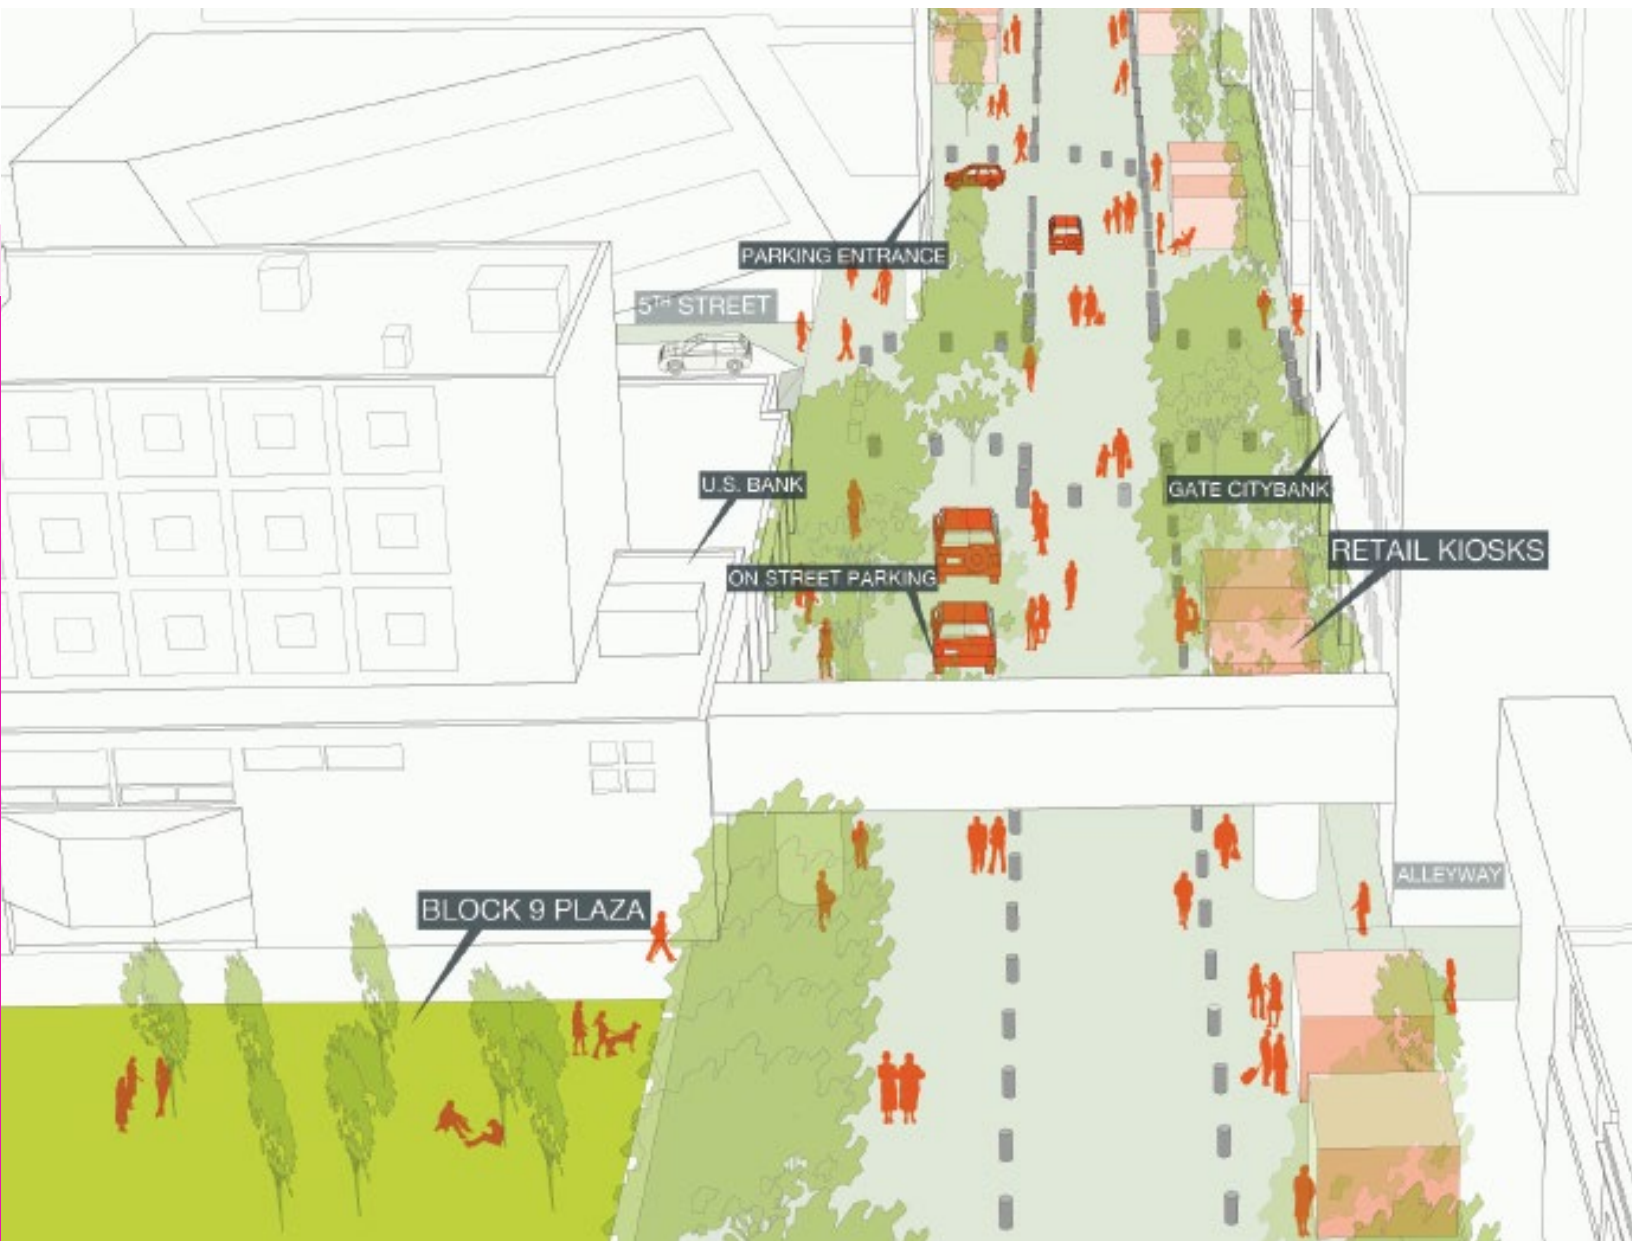 PARKING ENTRANCE
5TH STREET
U.S. BANK
GATE CITYBANK
RETAIL KIOSKS
ON STREET PARKING
ALLEYWAY
BLOCK 9 PLAZA